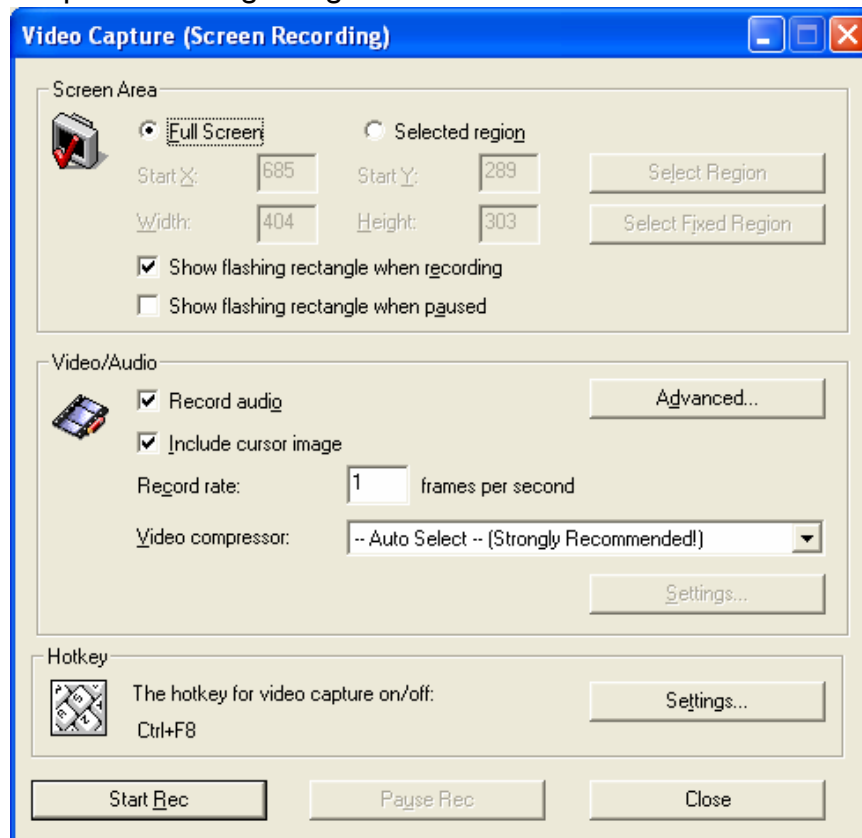 Video Capture (Screen Recording)
Screen Area
Full Screen Selected region
Start X: 685 Start Y: 289 Select Region
Width: 404 Height: 303 Select Fixed Region
Show flashing rectangle when recording
Show flashing rectangle when paused
Video/Audio
Record audio Advanced...
Include cursor image
Record rate: 1 frames per second
Video compressor: -- Auto Select -- (Strongly Recommended!)
Settings...
Hotkey
The hotkey for video capture on/off: Settings...
Ctrl+F8
Start Rec Pause Rec Close